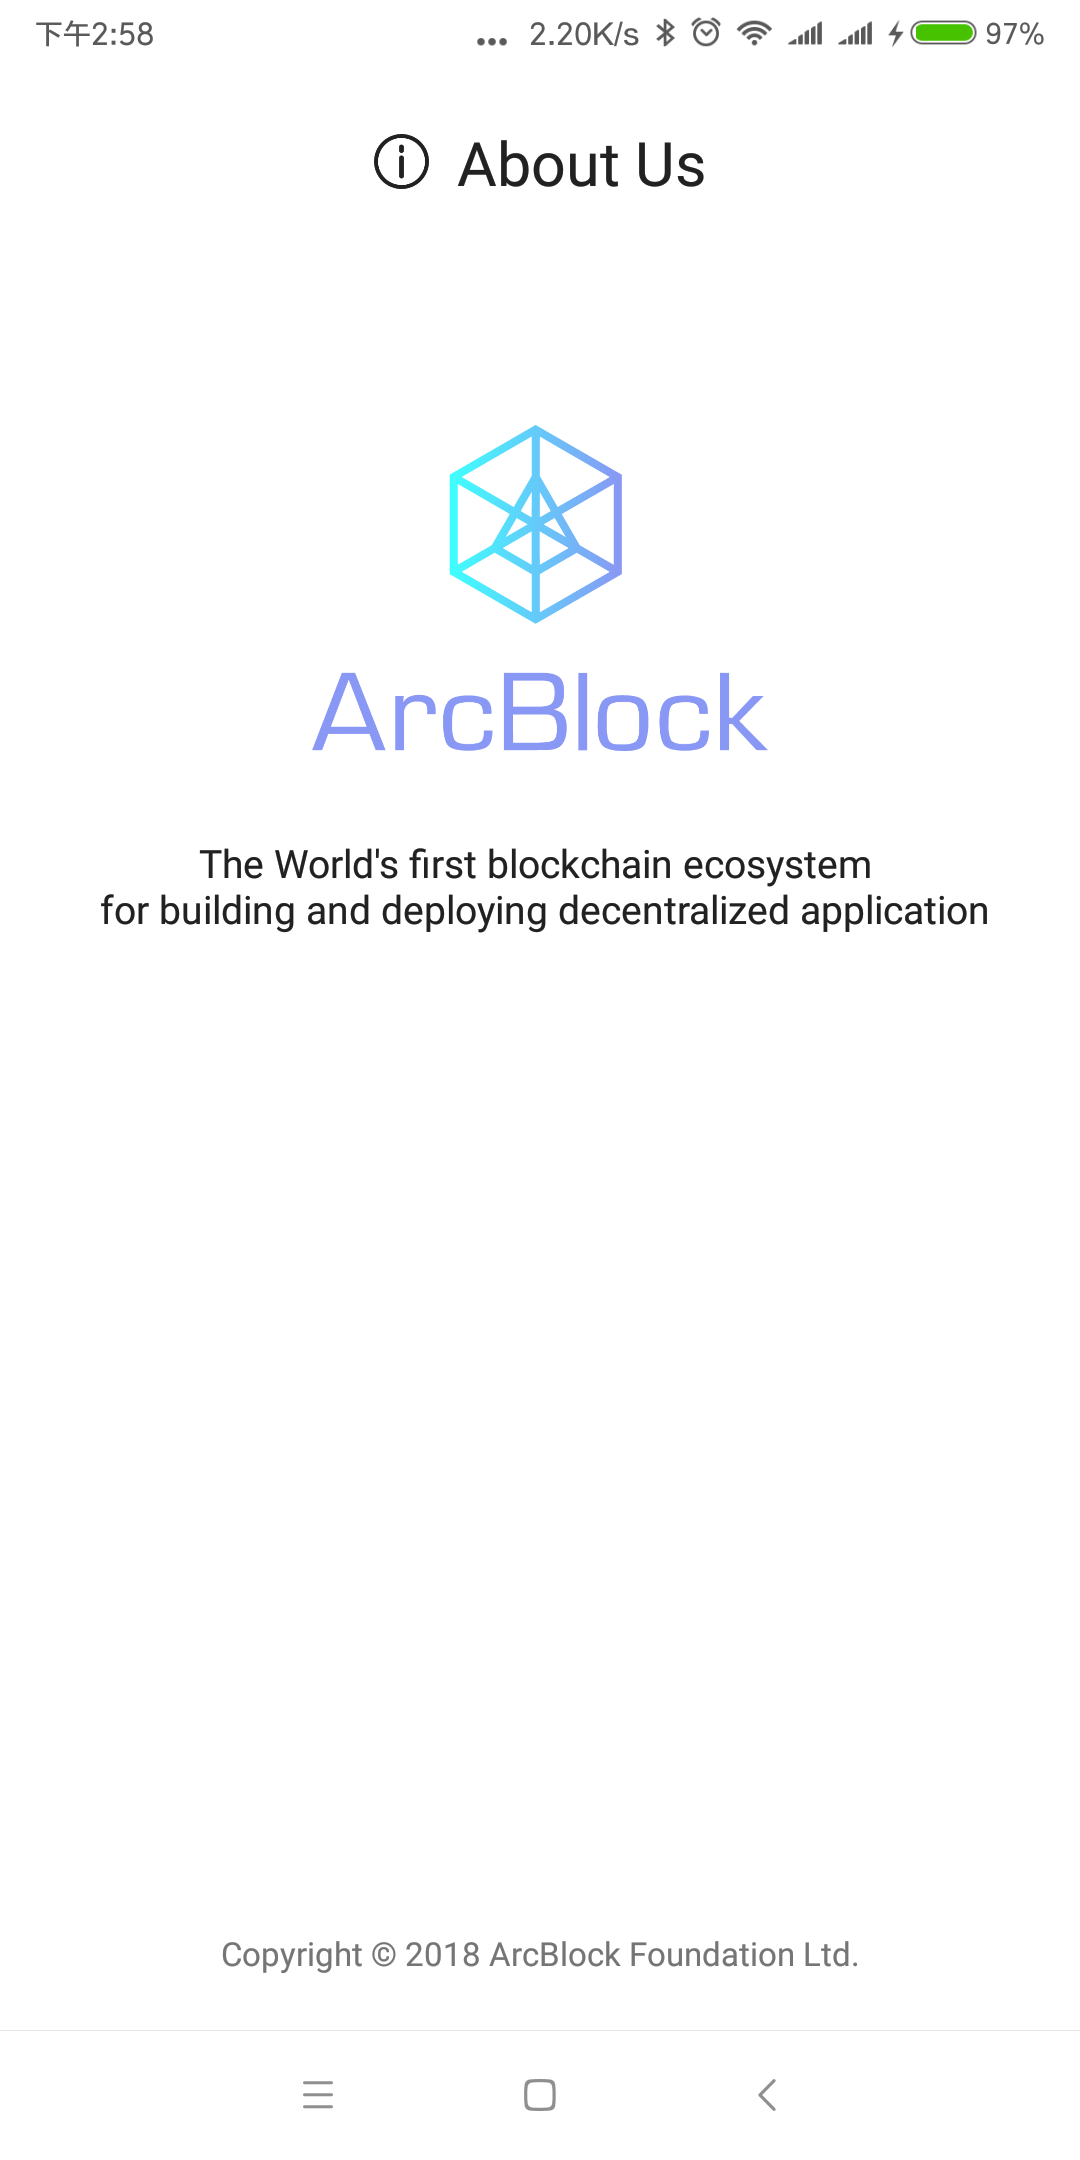 下午2:58
... 2.20K/s 97%
About Us
ArcBlock
The World's first blockchain ecosystem
for building and deploying decentralized application
Copyright © 2018 ArcBlock Foundation Ltd.